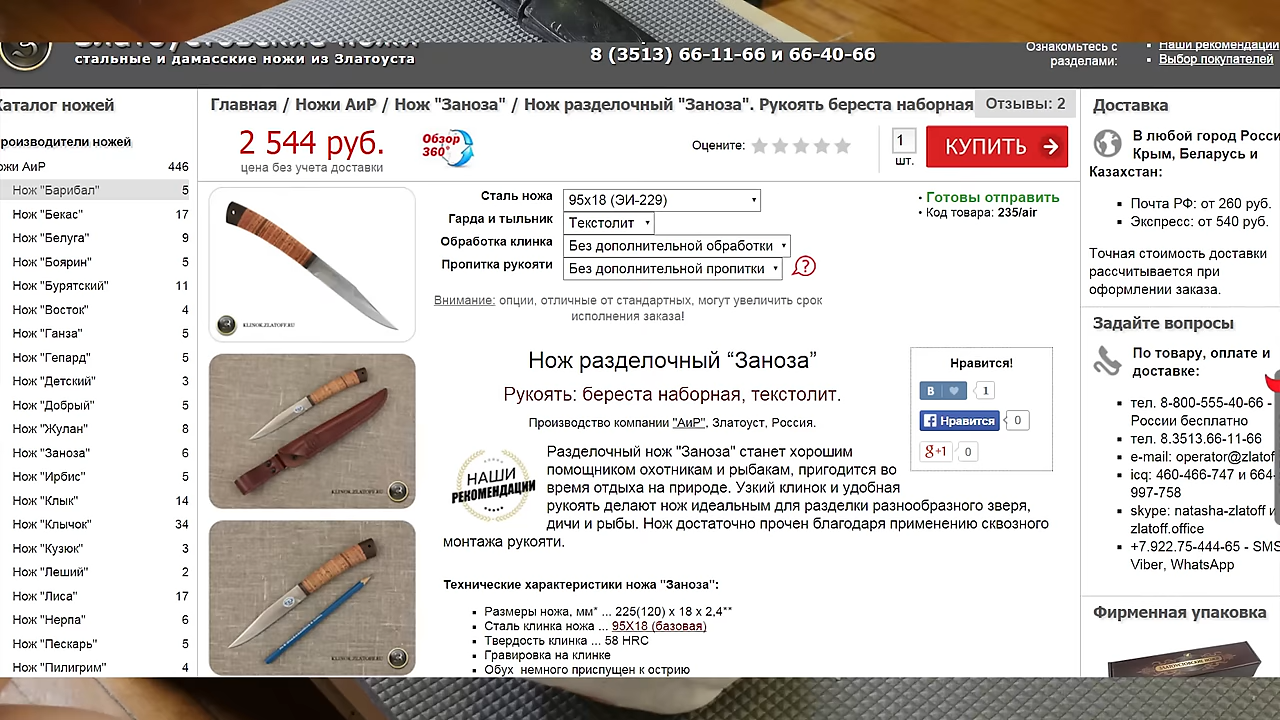 Златоустовские ножи
стальные и дамасские ножи из Златоуста
8 (3513) 66-11-66 и 66-40-66
Ознакомьтесь с
разделами:
Наши рекомендации
Выбор покупателей
Каталог ножей
роизводители ножей
ожи АиР 446
Нож "Барибал" 5
Нож "Бекас" 17
Нож "Белуга" 9
Нож "Боярин" 5
Нож "Бурятский" 11
Нож "Восток" 4
Нож "Ганза" 5
Нож "Гепард" 5
Нож "Детский" 3
Нож "Добрый" 5
Нож "Жулан" 8
Нож "Заноза" 6
Нож "Ирбис" 5
Нож "Клык" 14
Нож "Клычок" 34
Нож "Кузюк" 3
Нож "Леший" 2
Нож "Лиса" 17
Нож "Нерпа" 6
Нож "Пескарь" 5
Нож "Пилигрим" 4
Главная / Ножи АиР / Нож "Заноза" / Нож разделочный "Заноза". Рукоять береста наборная
Отзывы: 2
2 544 руб.
цена без учета доставки
Обзор
360°
Оцените:
1
шт.
КУПИТЬ
KLINOK.ZLATOFF.RU
KLINOK.ZLATOFF.RU
KLINOK.ZLATOFF.RU
Сталь ножа 95х18 (ЭИ-229)
Гарда и тыльник Текстолит
Обработка клинка Без дополнительной обработки
Пропитка рукояти Без дополнительной пропитки ?
Внимание: опции, отличные от стандартных, могут увеличить срок
исполнения заказа!
Готовы отправить
Код товара: 235/air
Нож разделочный “Заноза”
Рукоять: береста наборная, текстолит.
Производство компании "АиР", Златоуст, Россия.
НАШИ
РЕКОМЕНДАЦИИ
Разделочный нож "Заноза" станет хорошим
помощником охотникам и рыбакам, пригодится во
время отдыха на природе. Узкий клинок и удобная
рукоять делают нож идеальным для разделки разнообразного зверя,
дичи и рыбы. Нож достаточно прочен благодаря применению сквозного
монтажа рукояти.
Нравится!
В 1
Нравится 0
g+1 0
Технические характеристики ножа "Заноза":
Размеры ножа, мм* ... 225(120) х 18 х 2,4**
Сталь клинка ножа ... 95Х18 (базовая)
Твердость клинка ... 58 HRC
Гравировка на клинке
Обух немного приспущен к острию
Доставка
В любой город Росси
Крым, Беларусь и
Казахстан:
Почта РФ: от 260 руб.
Экспресс: от 540 руб.
Точная стоимость доставки
рассчитывается при
оформлении заказа.
Задайте вопросы
По товару, оплате и
доставке:
тел. 8-800-555-40-66 -
России бесплатно
тел. 8.3513.66-11-66
e-mail: operator@zlatof
icq: 460-466-747 и 664-
997-758
skype: natasha-zlatoff и
zlatoff.office
+7.922.75-444-65 - SMS
Viber, WhatsApp
Фирменная упаковка
ЗЛАТОУСТОВСКИЕ НОЖИ